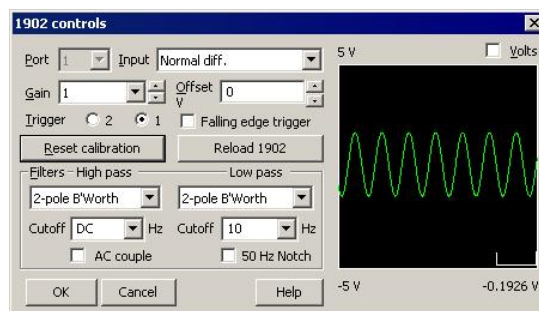 1902 controls
Port 1 Input Normal diff.
5 V Volts
Gain 1 Offset V 0
Trigger 2 1 Falling edge trigger
Reset calibration Reload 1902
Filters - High pass Low pass
2-pole B'Worth 2-pole B'Worth
Cutoff DC Hz Cutoff 10 Hz
AC couple 50 Hz Notch
OK Cancel Help
-5 V -0.1926 V